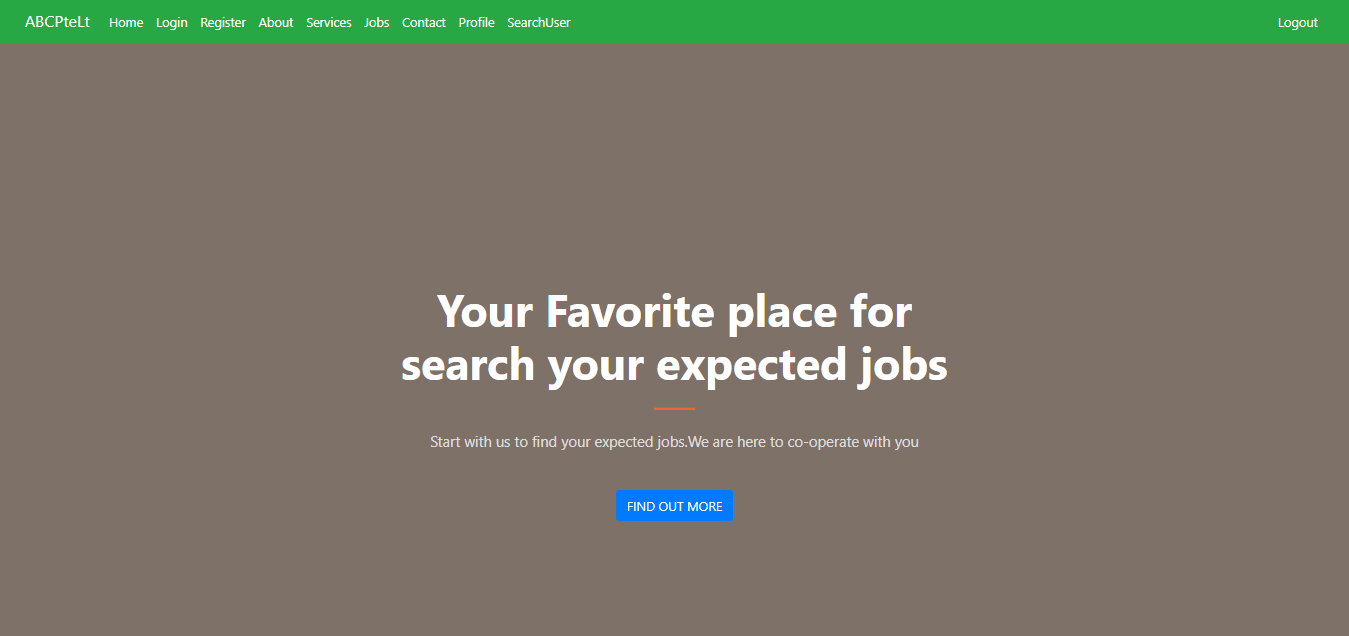 ABCPteLt Home Login Register About Services Jobs Contact Profile SearchUser Logout
Your Favorite place for
search your expected jobs
Start with us to find your expected jobs.We are here to co-operate with you
FIND OUT MORE